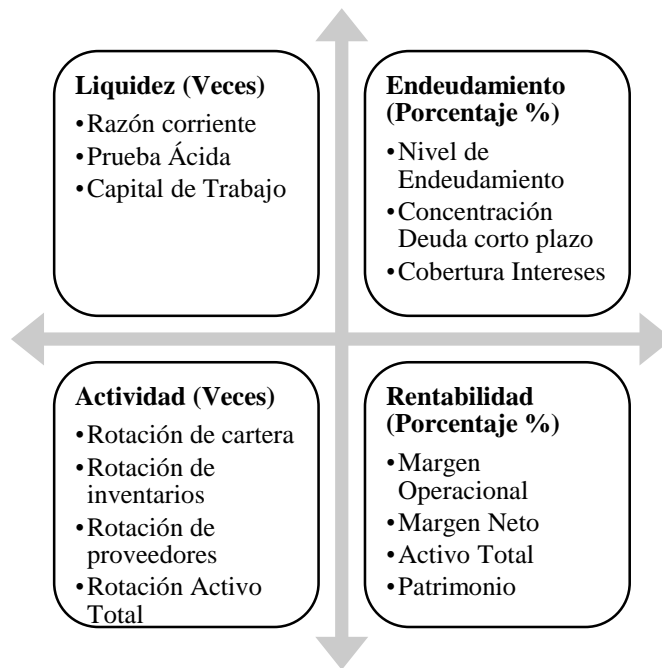 Liquidez (Veces)
•Razón corriente
•Prueba Ácida
•Capital de Trabajo
Endeudamiento
(Porcentaje %)
•Nivel de
Endeudamiento
•Concentración
Deuda corto plazo
•Cobertura Intereses
Actividad (Veces)
•Rotación de cartera
•Rotación de
inventarios
•Rotación de
proveedores
•Rotación Activo
Total
Rentabilidad
(Porcentaje %)
•Margen
Operacional
•Margen Neto
•Activo Total
•Patrimonio